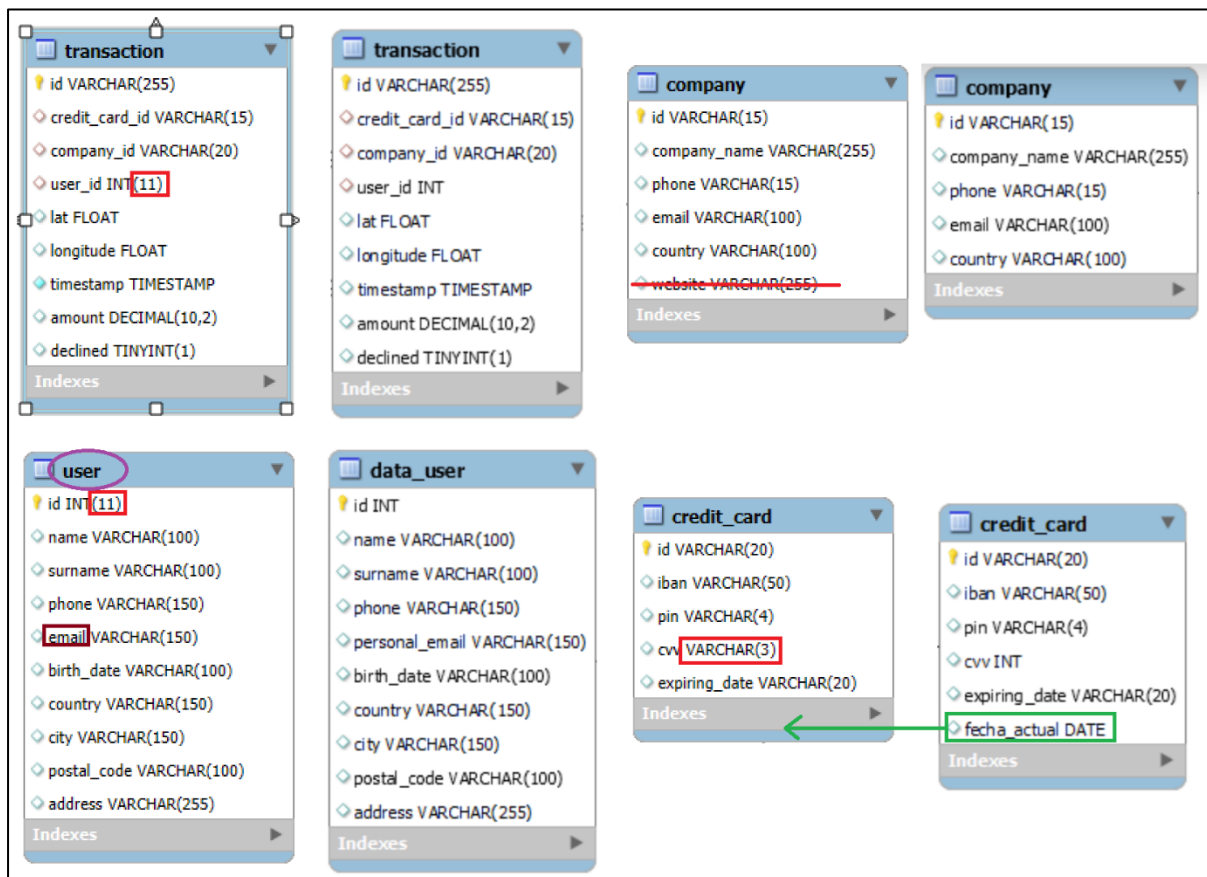 transaction
id VARCHAR(255)
credit_card_id VARCHAR(15)
company_id VARCHAR(20)
user_id INT(11)
lat FLOAT
longitude FLOAT
timestamp TIMESTAMP
amount DECIMAL(10,2)
declined TINYINT(1)
Indexes
transaction
id VARCHAR(255)
credit_card_id VARCHAR(15)
company_id VARCHAR(20)
user_id INT
lat FLOAT
longitude FLOAT
timestamp TIMESTAMP
amount DECIMAL(10,2)
declined TINYINT(1)
Indexes
company
id VARCHAR(15)
company_name VARCHAR(255)
phone VARCHAR(15)
email VARCHAR(100)
country VARCHAR(100)
website VARCHAR(255)
Indexes
company
id VARCHAR(15)
company_name VARCHAR(255)
phone VARCHAR(15)
email VARCHAR(100)
country VARCHAR(100)
Indexes
user
id INT(11)
name VARCHAR(100)
surname VARCHAR(100)
phone VARCHAR(150)
email VARCHAR(150)
birth_date VARCHAR(100)
country VARCHAR(150)
city VARCHAR(150)
postal_code VARCHAR(100)
address VARCHAR(255)
Indexes
data_user
id INT
name VARCHAR(100)
surname VARCHAR(100)
phone VARCHAR(150)
personal_email VARCHAR(150)
birth_date VARCHAR(100)
country VARCHAR(150)
city VARCHAR(150)
postal_code VARCHAR(100)
address VARCHAR(255)
Indexes
credit_card
id VARCHAR(20)
iban VARCHAR(50)
pin VARCHAR(4)
cvv VARCHAR(3)
expiring_date VARCHAR(20)
Indexes
credit_card
id VARCHAR(20)
iban VARCHAR(50)
pin VARCHAR(4)
cvv INT
expiring_date VARCHAR(20)
fecha_actual DATE
Indexes